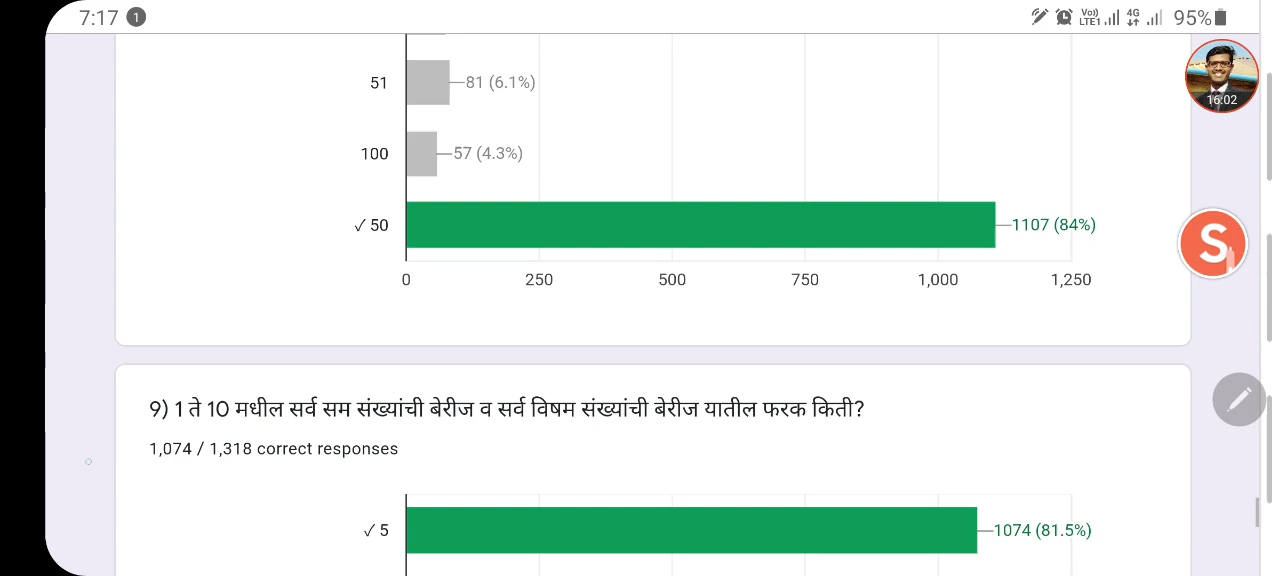 7:17 1 Vo)) LTE1 4G 95%
16:02
51 81 (6.1%)
100 57 (4.3%)
✓ 50 1107 (84%)
S
0 250 500 750 1,000 1,250
9) 1 ते 10 मधील सर्व सम संख्यांची बेरीज व सर्व विषम संख्यांची बेरीज यातील फरक किती?
1,074 / 1,318 correct responses
✓ 5 1074 (81.5%)